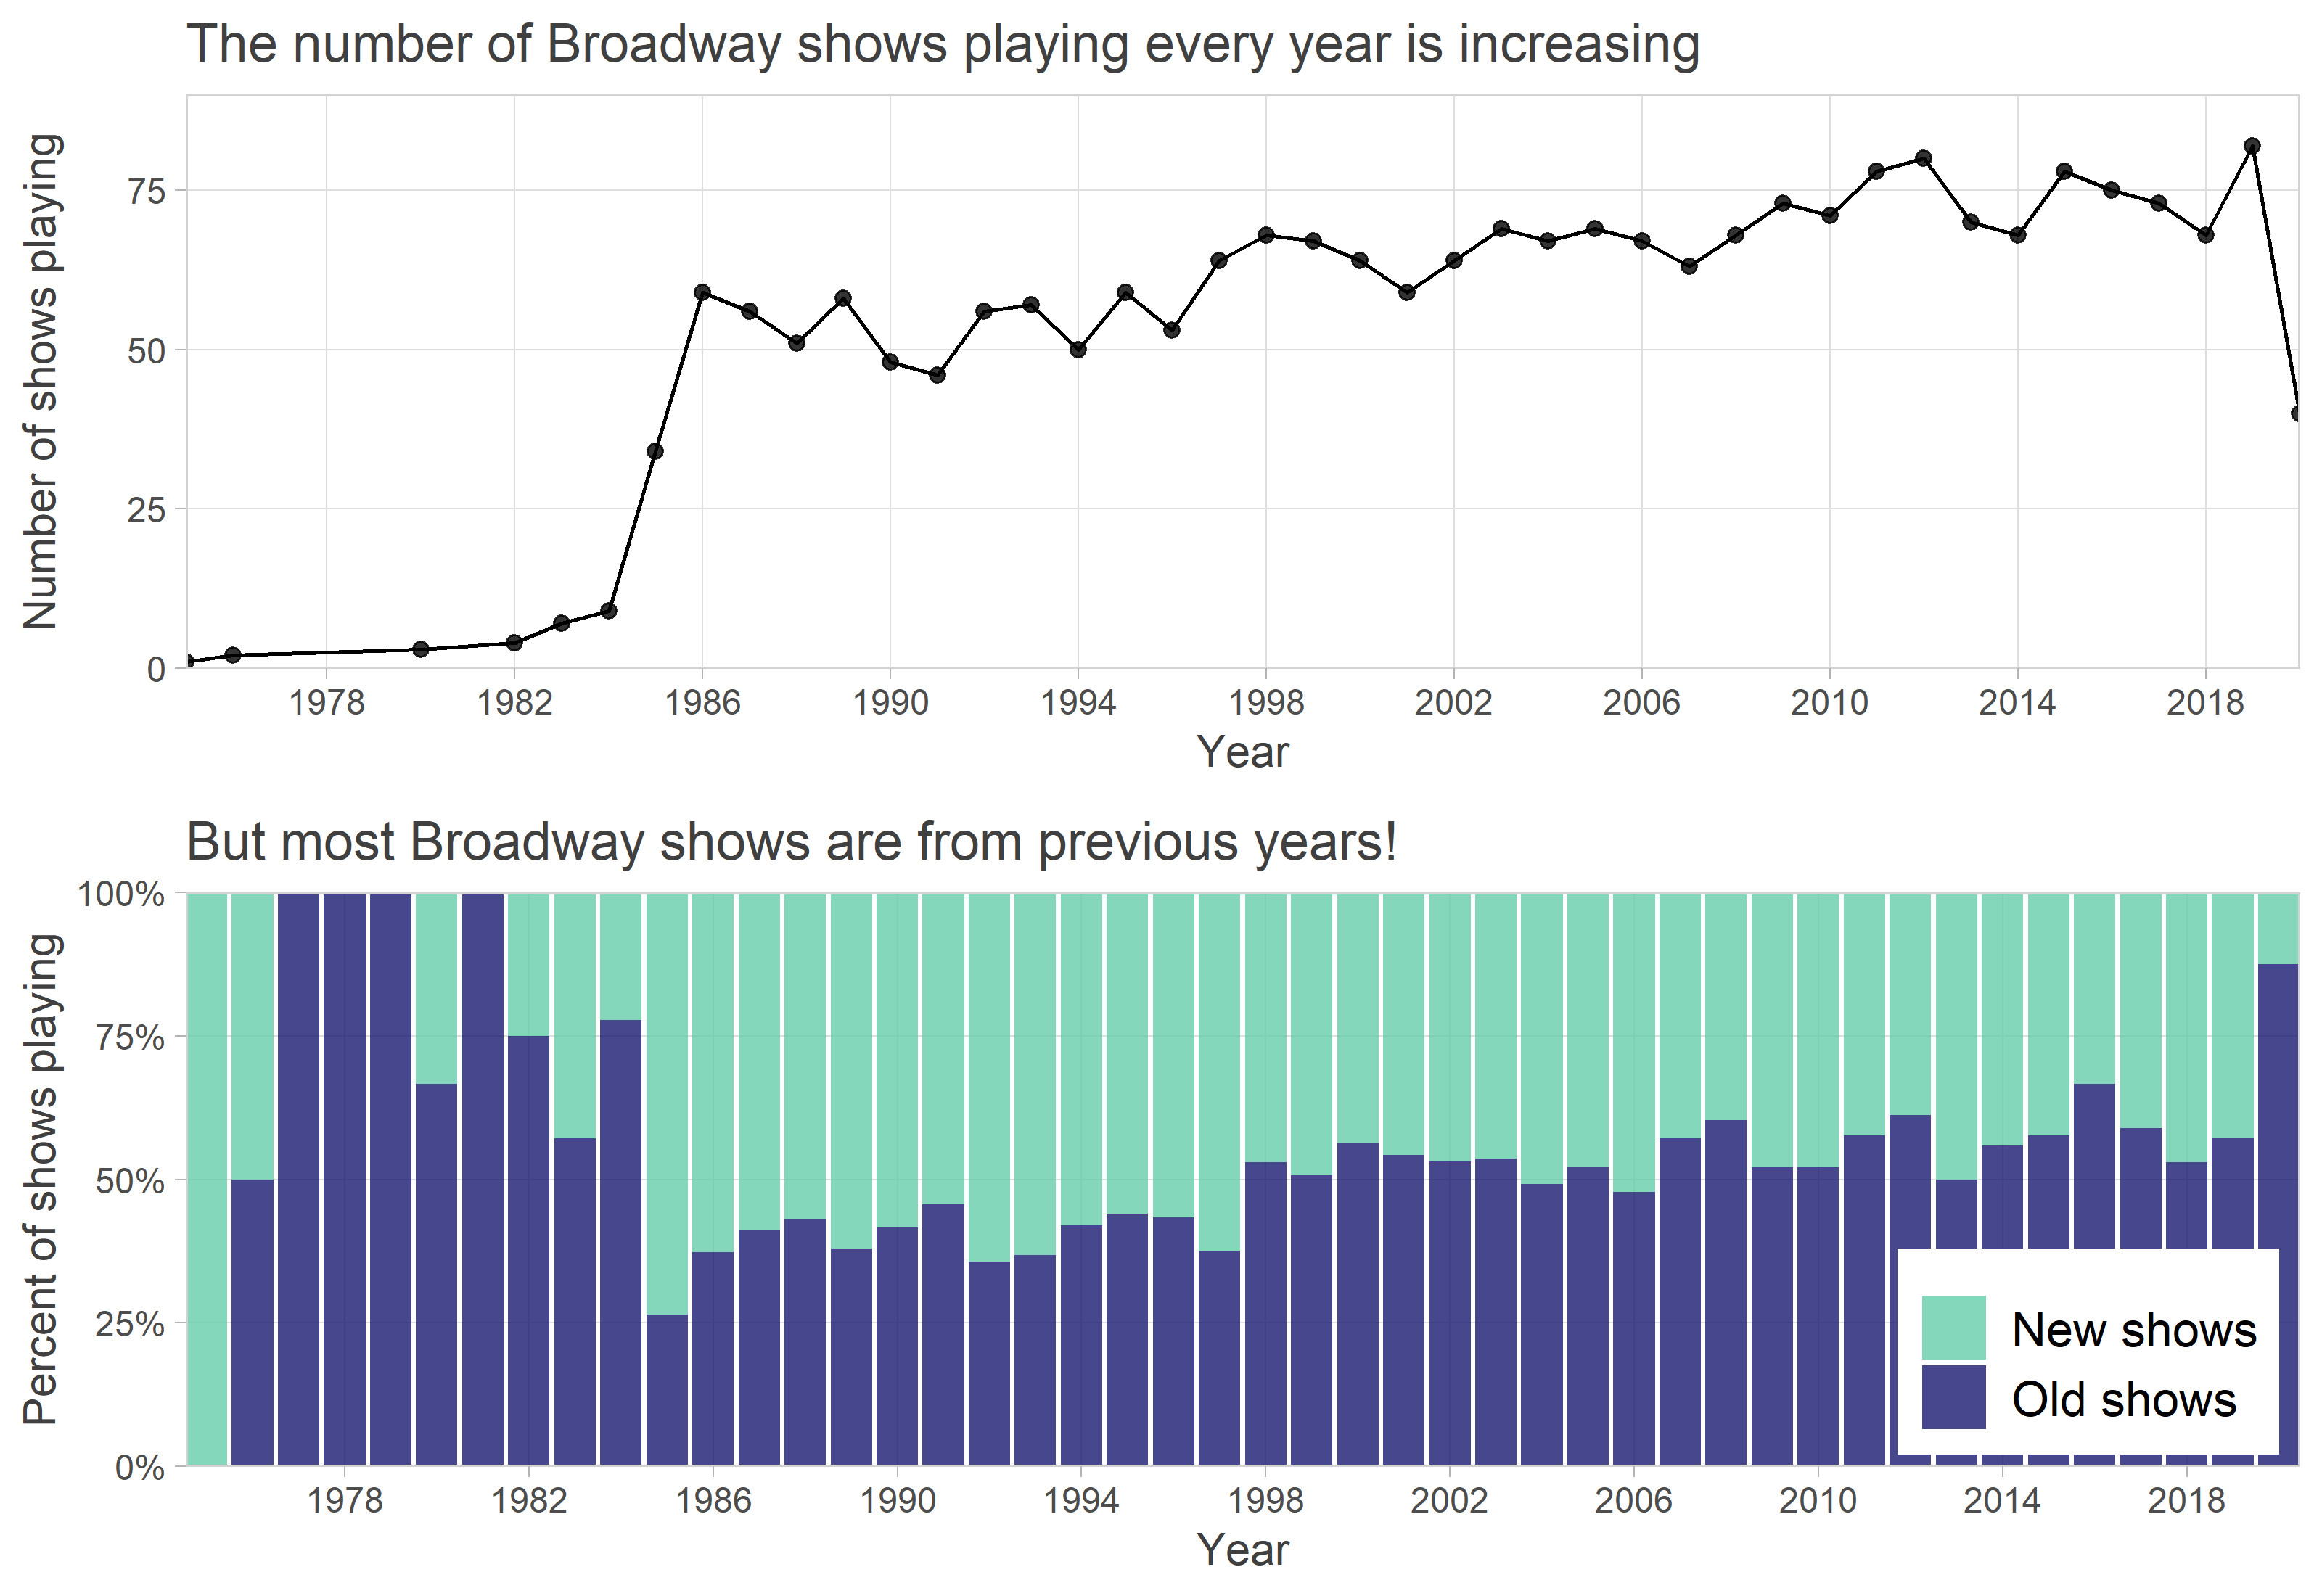 The number of Broadway shows playing every year is increasing
Number of shows playing
75
50
25
0
1978 1982 1986 1990 1994 1998 2002 2006 2010 2014 2018
Year
But most Broadway shows are from previous years!
Percent of shows playing
100%
75%
50%
25%
0%
New shows
Old shows
1978 1982 1986 1990 1994 1998 2002 2006 2010 2014 2018
Year